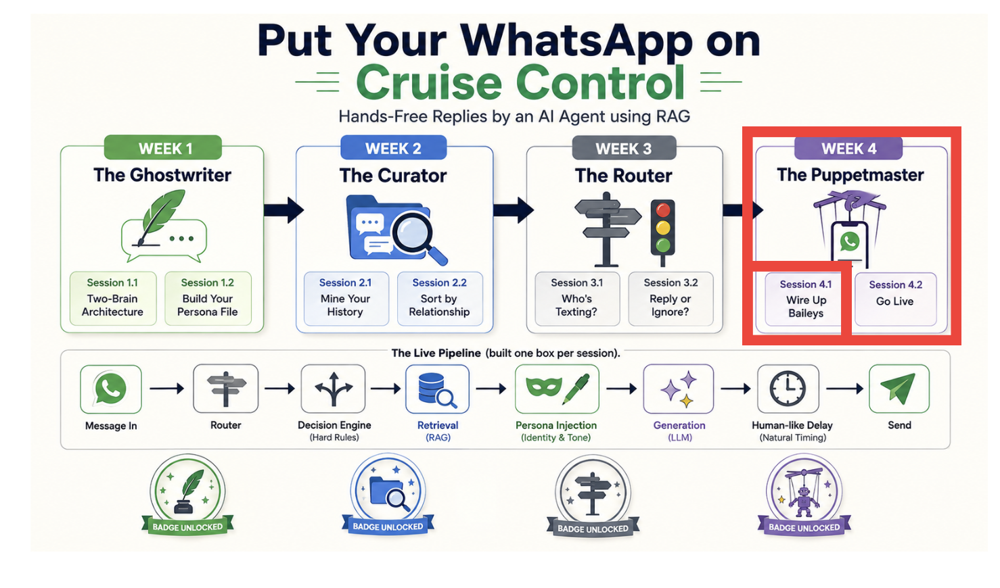 Put Your WhatsApp on
Cruise Control
Hands-Free Replies by an AI Agent using RAG
WEEK 1
The Ghostwriter
Session 1.1
Two-Brain
Architecture
Session 1.2
Build Your
Persona File
WEEK 2
The Curator
Session 2.1
Mine Your
History
Session 2.2
Sort by
Relationship
WEEK 3
The Router
Session 3.1
Who's
Texting?
Session 3.2
Reply or
Ignore?
WEEK 4
The Puppetmaster
Session 4.1
Wire Up
Baileys
Session 4.2
Go Live
The Live Pipeline (built one box per session).
Message In
Router
Decision Engine
(Hard Rules)
Retrieval
(RAG)
Persona Injection
(Identity & Tone)
Generation
(LLM)
Human-like Delay
(Natural Timing)
Send
BADGE UNLOCKED
BADGE UNLOCKED
BADGE UNLOCKED
BADGE UNLOCKED